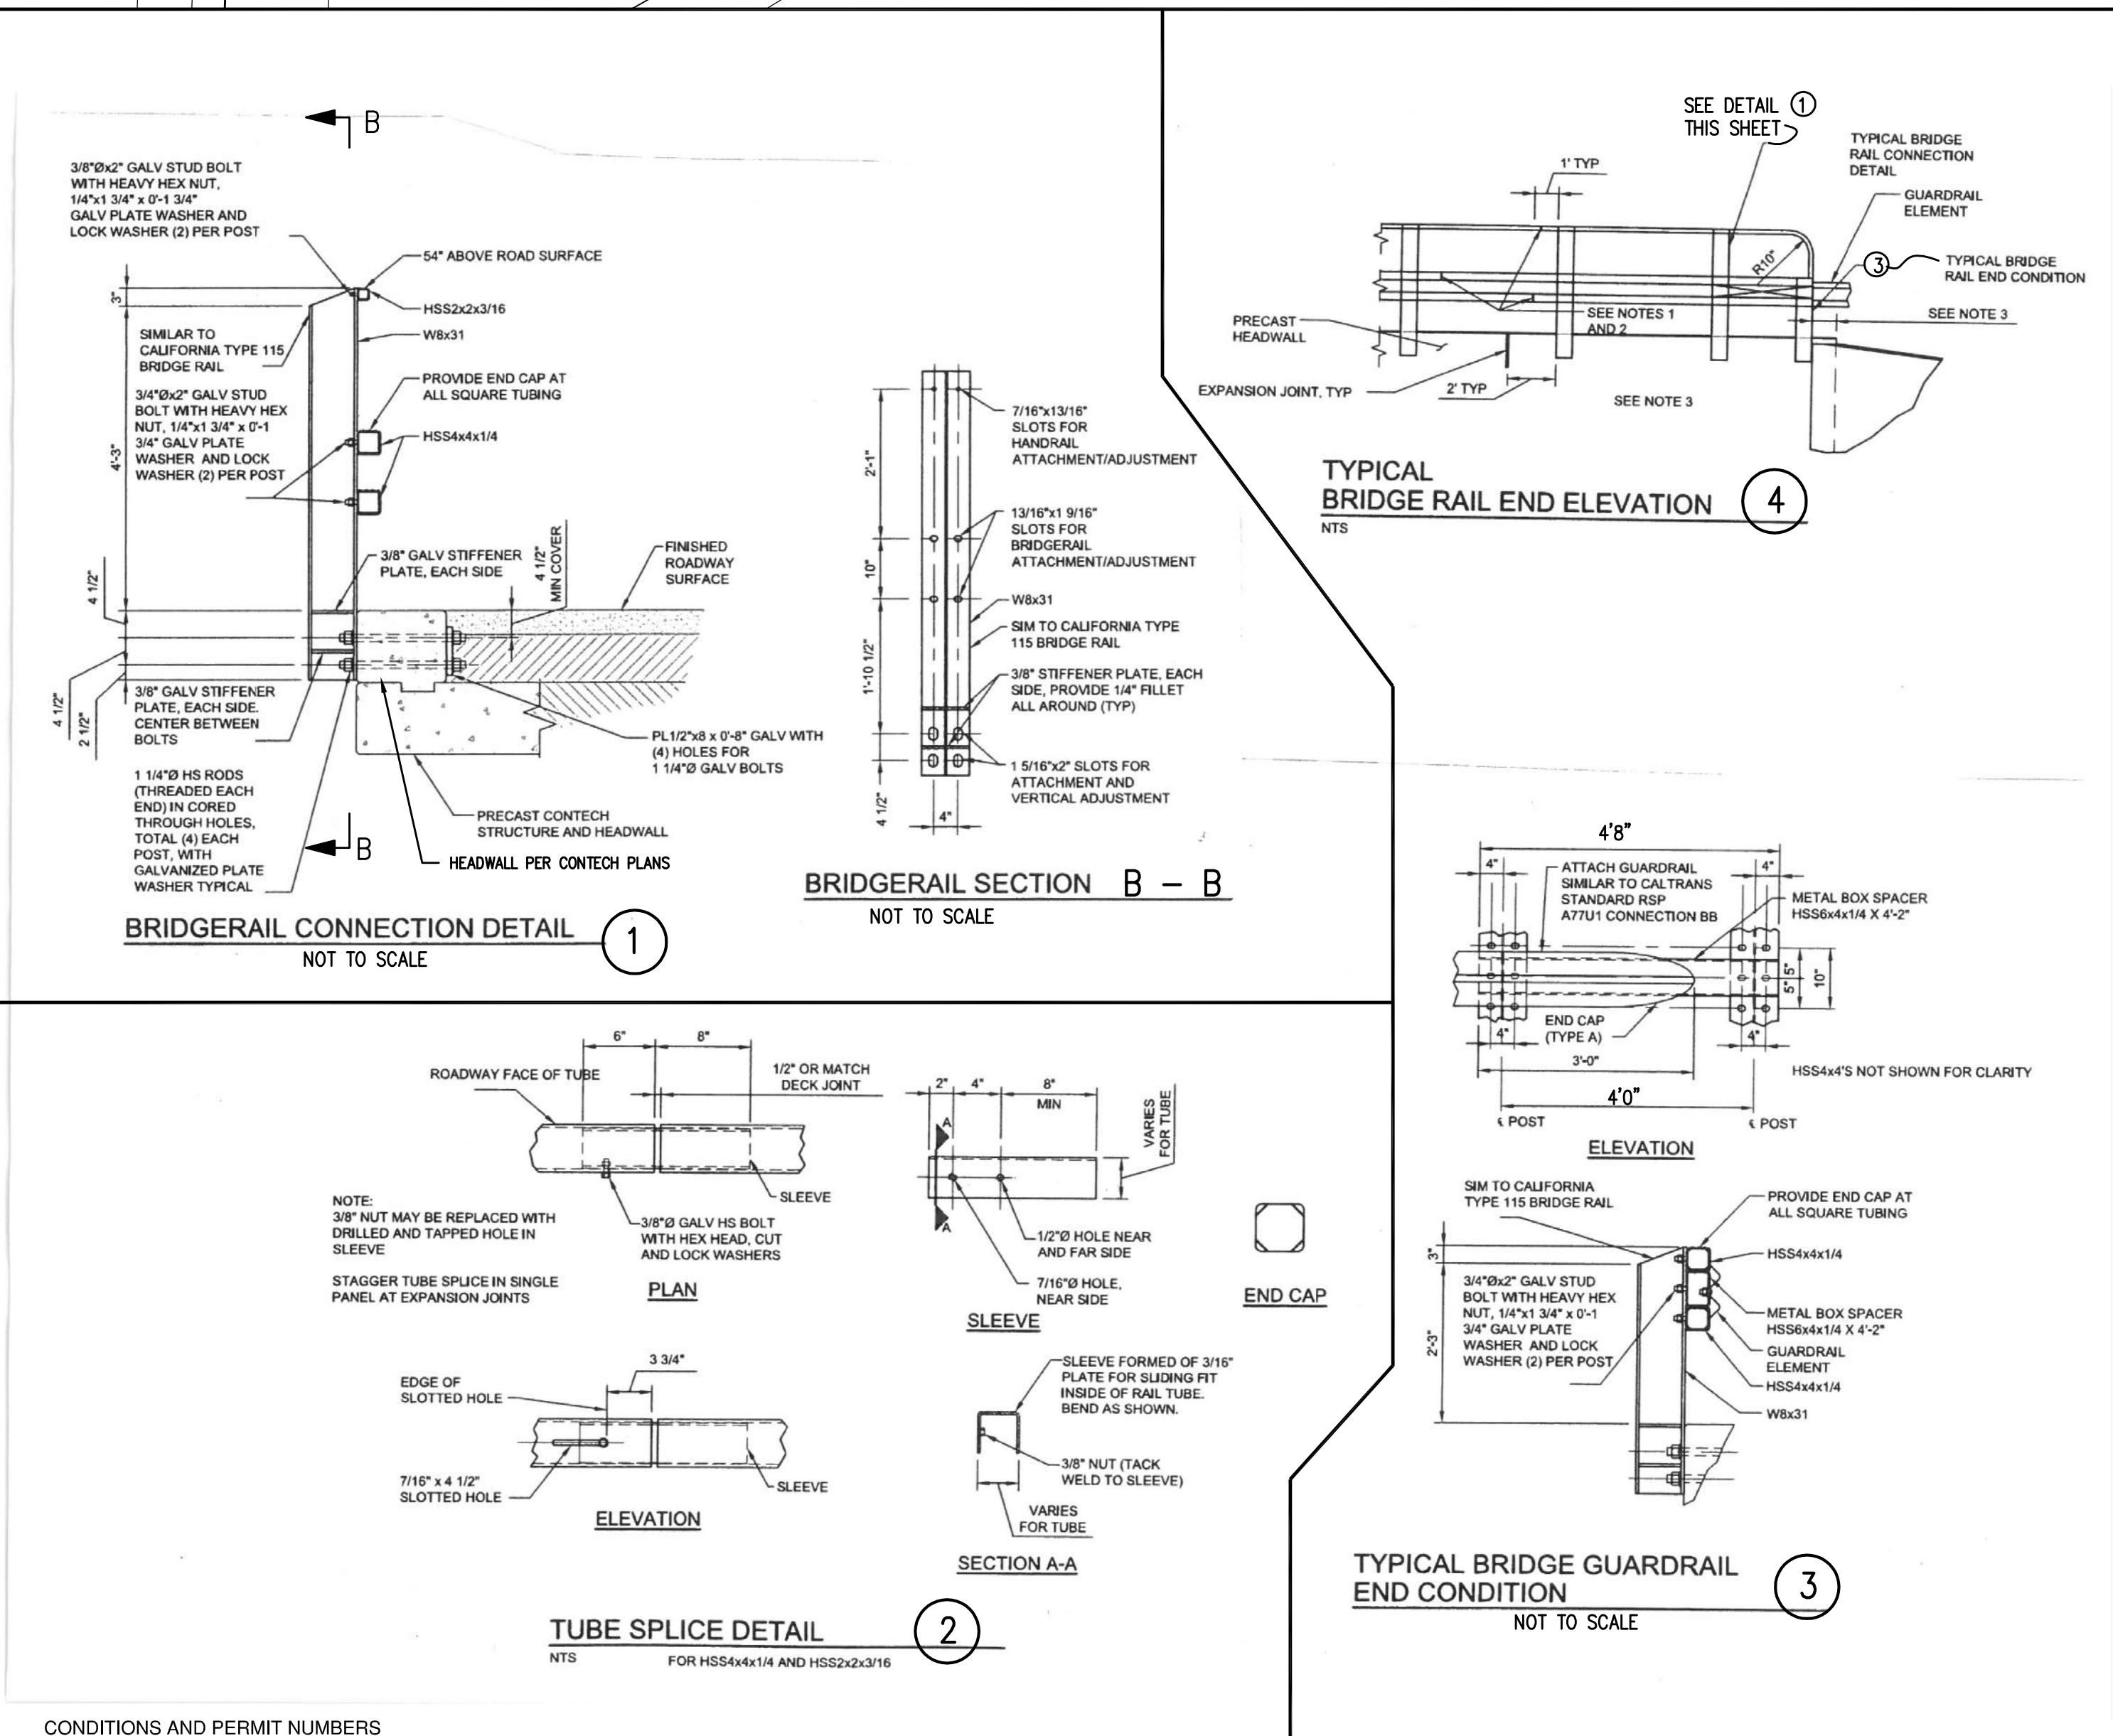 B
3/8"Øx2" GALV STUD BOLT
WITH HEAVY HEX NUT,
1/4"x1 3/4" x 0'-1 3/4"
GALV PLATE WASHER AND
LOCK WASHER (2) PER POST
54" ABOVE ROAD SURFACE
3"
HSS2x2x3/16
SIMILAR TO
CALIFORNIA TYPE 115
BRIDGE RAIL
W8x31
PROVIDE END CAP AT
ALL SQUARE TUBING
3/4"Øx2" GALV STUD
BOLT WITH HEAVY HEX
NUT, 1/4"x1 3/4" x 0'-1
3/4" GALV PLATE
WASHER AND LOCK
WASHER (2) PER POST
HSS4x4x1/4
4'-3"
3/8" GALV STIFFENER
PLATE, EACH SIDE
4 1/2"
MIN COVER
FINISHED
ROADWAY
SURFACE
4 1/2"
4 1/2"
2 1/2"
3/8" GALV STIFFENER
PLATE, EACH SIDE.
CENTER BETWEEN
BOLTS
PL1/2"x8 x 0'-8" GALV WITH
(4) HOLES FOR
1 1/4"Ø GALV BOLTS
1 1/4"Ø HS RODS
(THREADED EACH
END) IN CORED
THROUGH HOLES,
TOTAL (4) EACH
POST, WITH
GALVANIZED PLATE
WASHER TYPICAL
PRECAST CONTECH
STRUCTURE AND HEADWALL
B
HEADWALL PER CONTECH PLANS
BRIDGERAIL CONNECTION DETAIL
1
NOT TO SCALE
2'-1"
10"
1'-10 1/2"
4 1/2"
4"
7/16"x13/16"
SLOTS FOR
HANDRAIL
ATTACHMENT/ADJUSTMENT
13/16"x1 9/16"
SLOTS FOR
BRIDGERAIL
ATTACHMENT/ADJUSTMENT
W8x31
SIM TO CALIFORNIA TYPE
115 BRIDGE RAIL
3/8" STIFFENER PLATE, EACH
SIDE, PROVIDE 1/4" FILLET
ALL AROUND (TYP)
1 5/16"x2" SLOTS FOR
ATTACHMENT AND
VERTICAL ADJUSTMENT
BRIDGERAIL SECTION B - B
NOT TO SCALE
SEE DETAIL 1
THIS SHEET
1' TYP
TYPICAL BRIDGE
RAIL CONNECTION
DETAIL
GUARDRAIL
ELEMENT
R10"
3
TYPICAL BRIDGE
RAIL END CONDITION
PRECAST
HEADWALL
SEE NOTES 1
AND 2
SEE NOTE 3
EXPANSION JOINT, TYP
2' TYP
SEE NOTE 3
TYPICAL
BRIDGE RAIL END ELEVATION
4
NTS
4'8"
4"
4"
ATTACH GUARDRAIL
SIMILAR TO CALTRANS
STANDARD RSP
A77U1 CONNECTION BB
METAL BOX SPACER
HSS6x4x1/4 X 4'-2"
5"
5"
10"
END CAP
(TYPE A)
4"
4"
3'-0"
HSS4x4'S NOT SHOWN FOR CLARITY
4'0"
℄ POST
℄ POST
ELEVATION
SIM TO CALIFORNIA
TYPE 115 BRIDGE RAIL
PROVIDE END CAP AT
ALL SQUARE TUBING
3"
HSS4x4x1/4
3/4"Øx2" GALV STUD
BOLT WITH HEAVY HEX
NUT, 1/4"x1 3/4" x 0'-1
3/4" GALV PLATE
WASHER AND LOCK
WASHER (2) PER POST
METAL BOX SPACER
HSS6x4x1/4 X 4'-2"
GUARDRAIL
ELEMENT
HSS4x4x1/4
2'-3"
W8x31
TYPICAL BRIDGE GUARDRAIL
END CONDITION
3
NOT TO SCALE
6"
8"
ROADWAY FACE OF TUBE
1/2" OR MATCH
DECK JOINT
SLEEVE
NOTE:
3/8" NUT MAY BE REPLACED WITH
DRILLED AND TAPPED HOLE IN
SLEEVE
3/8"Ø GALV HS BOLT
WITH HEX HEAD, CUT
AND LOCK WASHERS
STAGGER TUBE SPLICE IN SINGLE
PANEL AT EXPANSION JOINTS
PLAN
2"
4"
8"
MIN
VARIES
FOR TUBE
A
A
1/2"Ø HOLE NEAR
AND FAR SIDE
7/16"Ø HOLE,
NEAR SIDE
SLEEVE
END CAP
3 3/4"
EDGE OF
SLOTTED HOLE
7/16" x 4 1/2"
SLOTTED HOLE
SLEEVE
ELEVATION
SLEEVE FORMED OF 3/16"
PLATE FOR SLIDING FIT
INSIDE OF RAIL TUBE.
BEND AS SHOWN.
3/8" NUT (TACK
WELD TO SLEEVE)
VARIES
FOR TUBE
SECTION A-A
TUBE SPLICE DETAIL
2
NTS
FOR HSS4x4x1/4 AND HSS2x2x3/16
CONDITIONS AND PERMIT NUMBERS